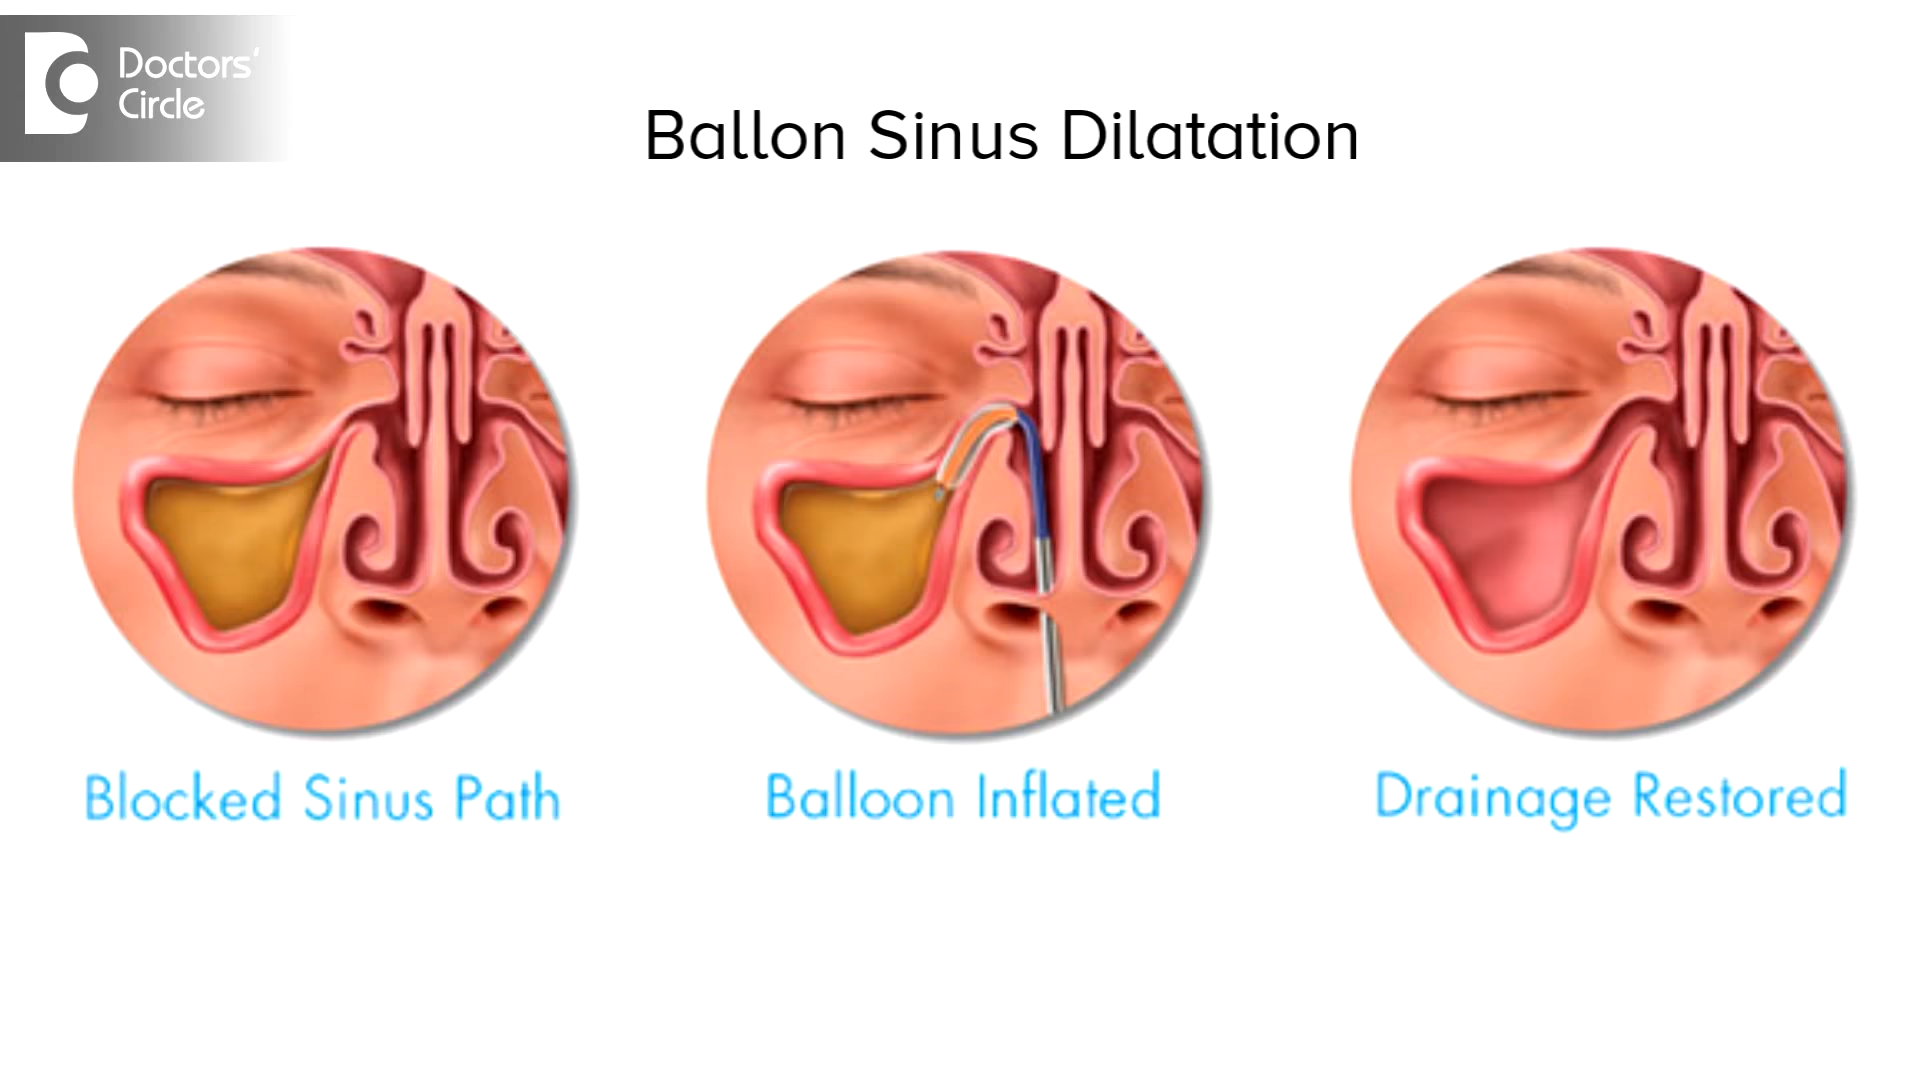 Doctors'
Circle
Ballon Sinus Dilatation
Blocked Sinus Path
Balloon Inflated
Drainage Restored